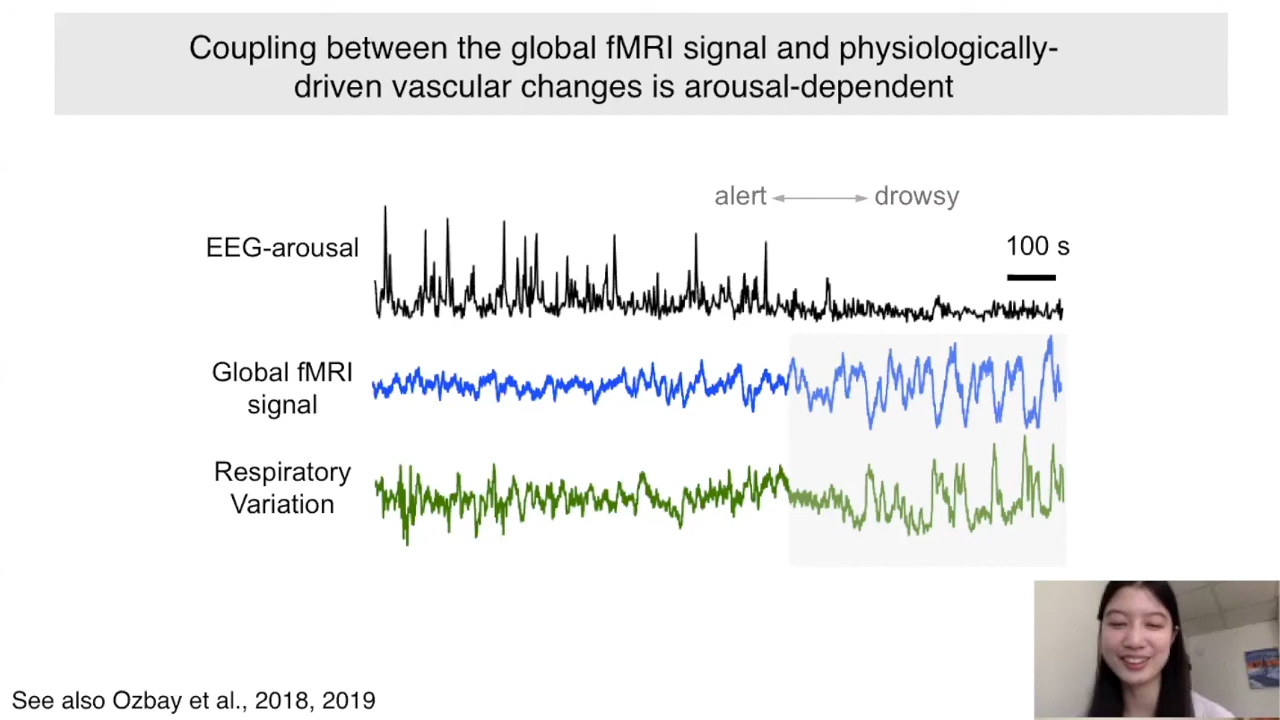 Coupling between the global fMRI signal and physiologically-
driven vascular changes is arousal-dependent
alert drowsy
EEG-arousal
100 s
Global fMRI
signal
Respiratory
Variation
See also Ozbay et al., 2018, 2019